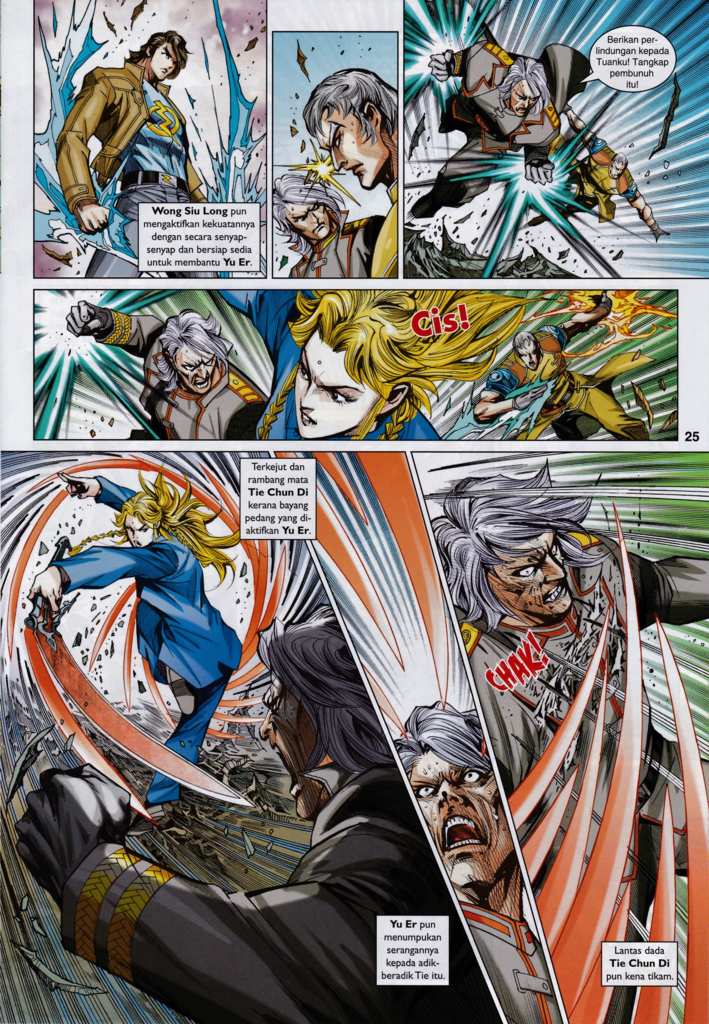 Wong Siu Long pun
mengaktifkan kekuatannya
dengan secara senyap-
senyap dan bersiap sedia
untuk membantu Yu Er.
Berikan per-
lindungan kepada
Tuanku! Tangkap
pembunuh
itu!
Cis!
25
Terkejut dan
rambang mata
Tie Chun Di
kerana bayang
pedang yang di-
aktifkan Yu Er.
CHAK!
Yu Er pun
menumpukan
serangannya
kepada adik-
beradik Tie itu.
Lantas dada
Tie Chun Di
pun kena tikam.